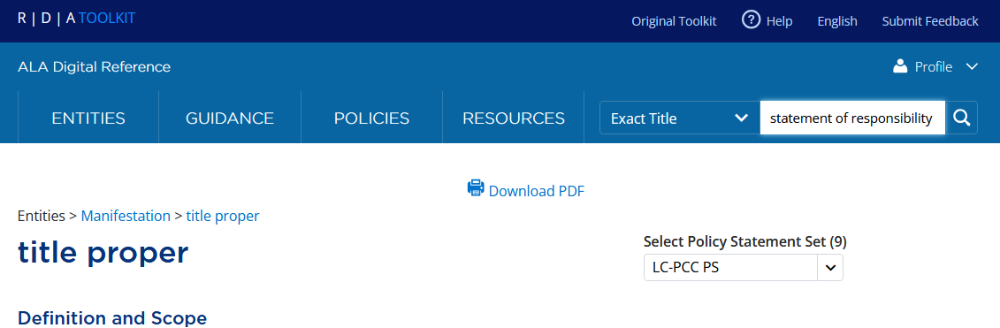 R | D | A TOOLKIT Original Toolkit ? Help English Submit Feedback
ALA Digital Reference Profile
ENTITIES GUIDANCE POLICIES RESOURCES Exact Title statement of responsibility
Download PDF
Entities > Manifestation > title proper
title proper
Select Policy Statement Set (9)
LC-PCC PS
Definition and Scope